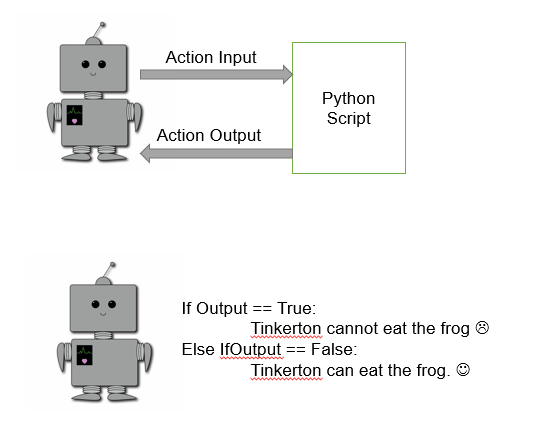 Action Input
Python
Script
Action Output
If Output == True:
Tinkerton cannot eat the frog ☹
Else IfOutput == False:
Tinkerton can eat the frog. ☺